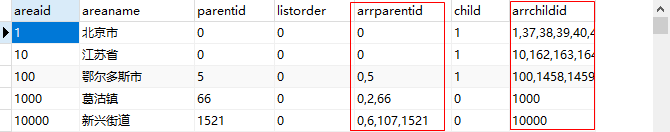 areaid areaname parentid listorder arrparentid child arrchildid
1 北京市 0 0 0 1 1,37,38,39,40,4
10 江苏省 0 0 0 1 10,162,163,164
100 鄂尔多斯市 5 0 0,5 1 100,1458,1459
1000 葛沽镇 66 0 0,2,66 0 1000
10000 新兴街道 1521 0 0,6,107,1521 0 10000